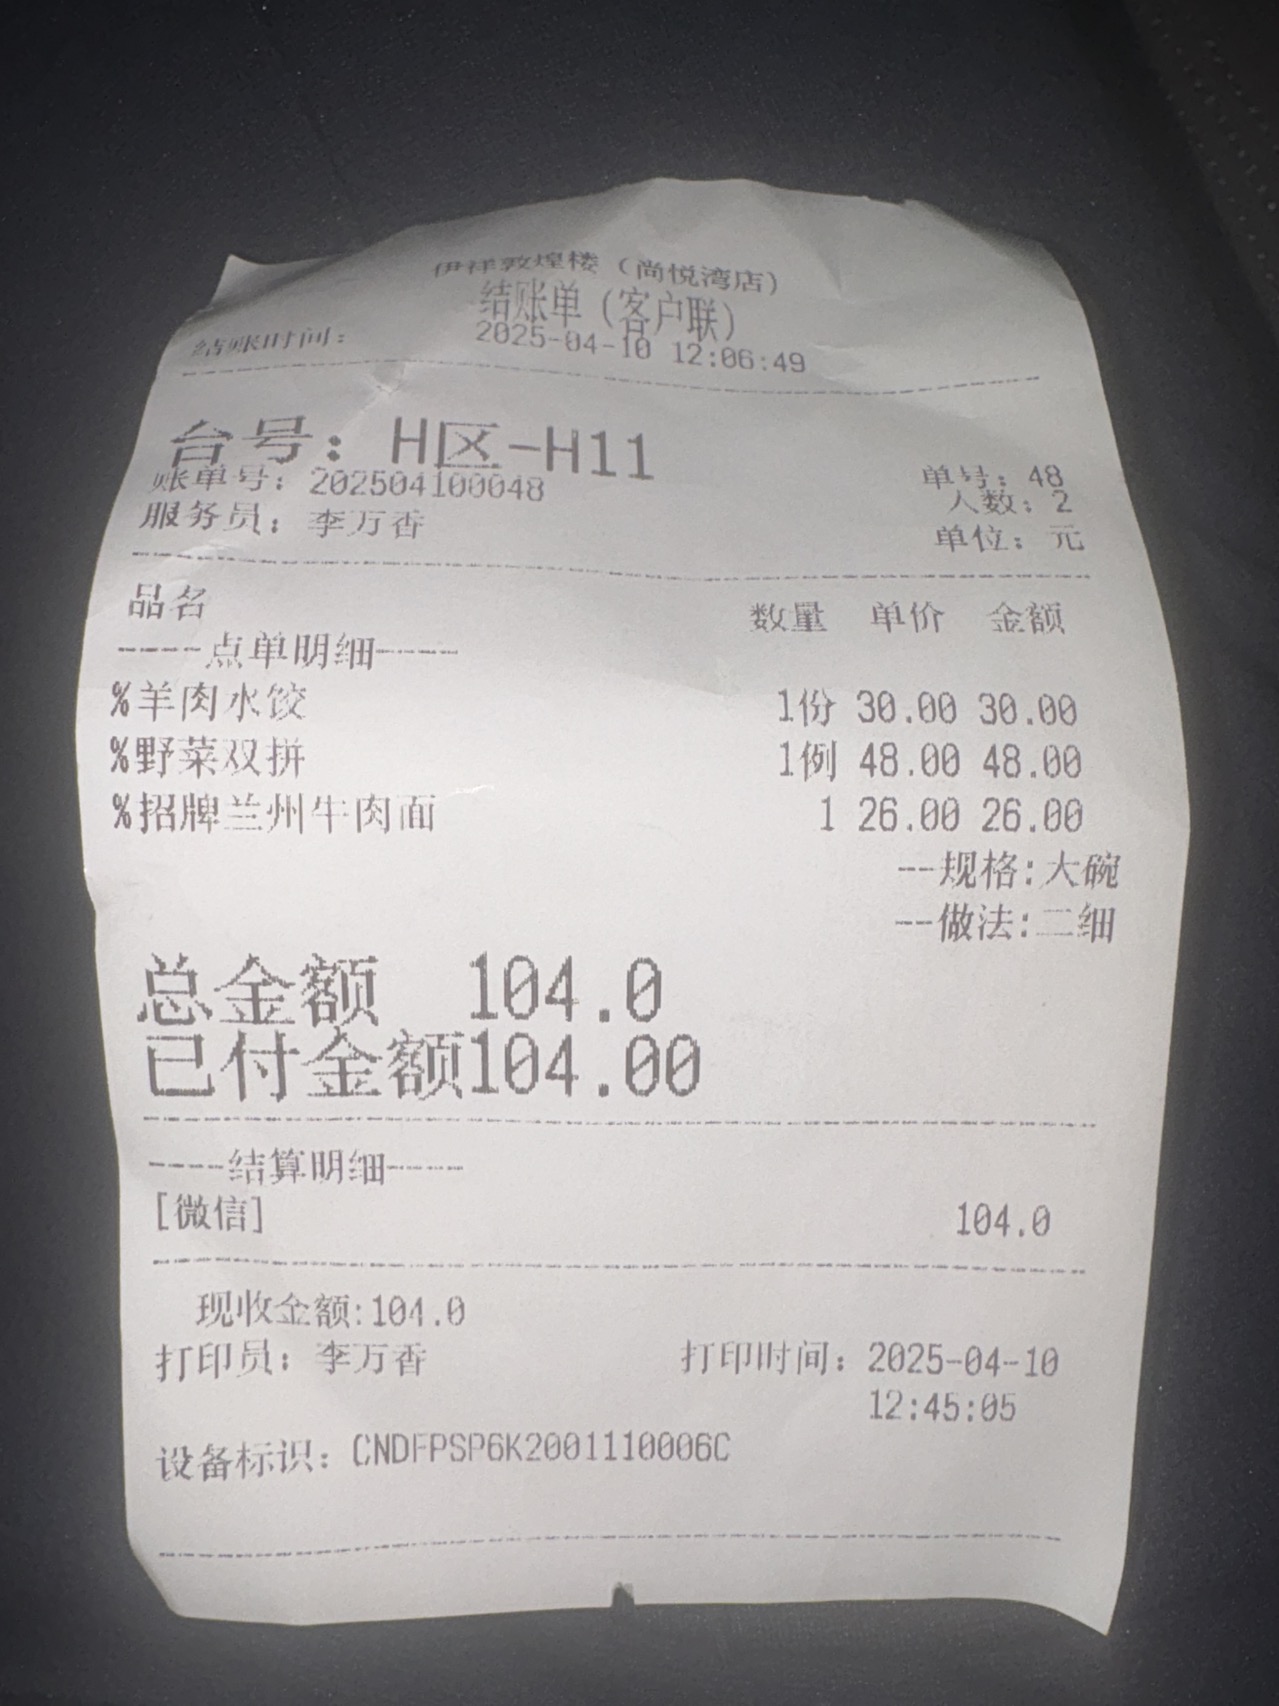 伊祥敦煌楼（尚悦湾店）
结账单（客户联）
结账时间： 2025-04-10 12:06:49
台号：H区-H11
账单号：202504100048 单号：48
人数：2
服务员：李万香 单位：元
品名 数量 单价 金额
----点单明细----
%羊肉水饺 1份 30.00 30.00
%野菜双拼 1例 48.00 48.00
%招牌兰州牛肉面 1 26.00 26.00
--规格:大碗
--做法:二细
总金额 104.0
已付金额104.00
----结算明细----
[微信] 104.0
现收金额:104.0
打印员：李万香 打印时间：2025-04-10
12:45:05
设备标识：CNDFPSP6K2001110006C